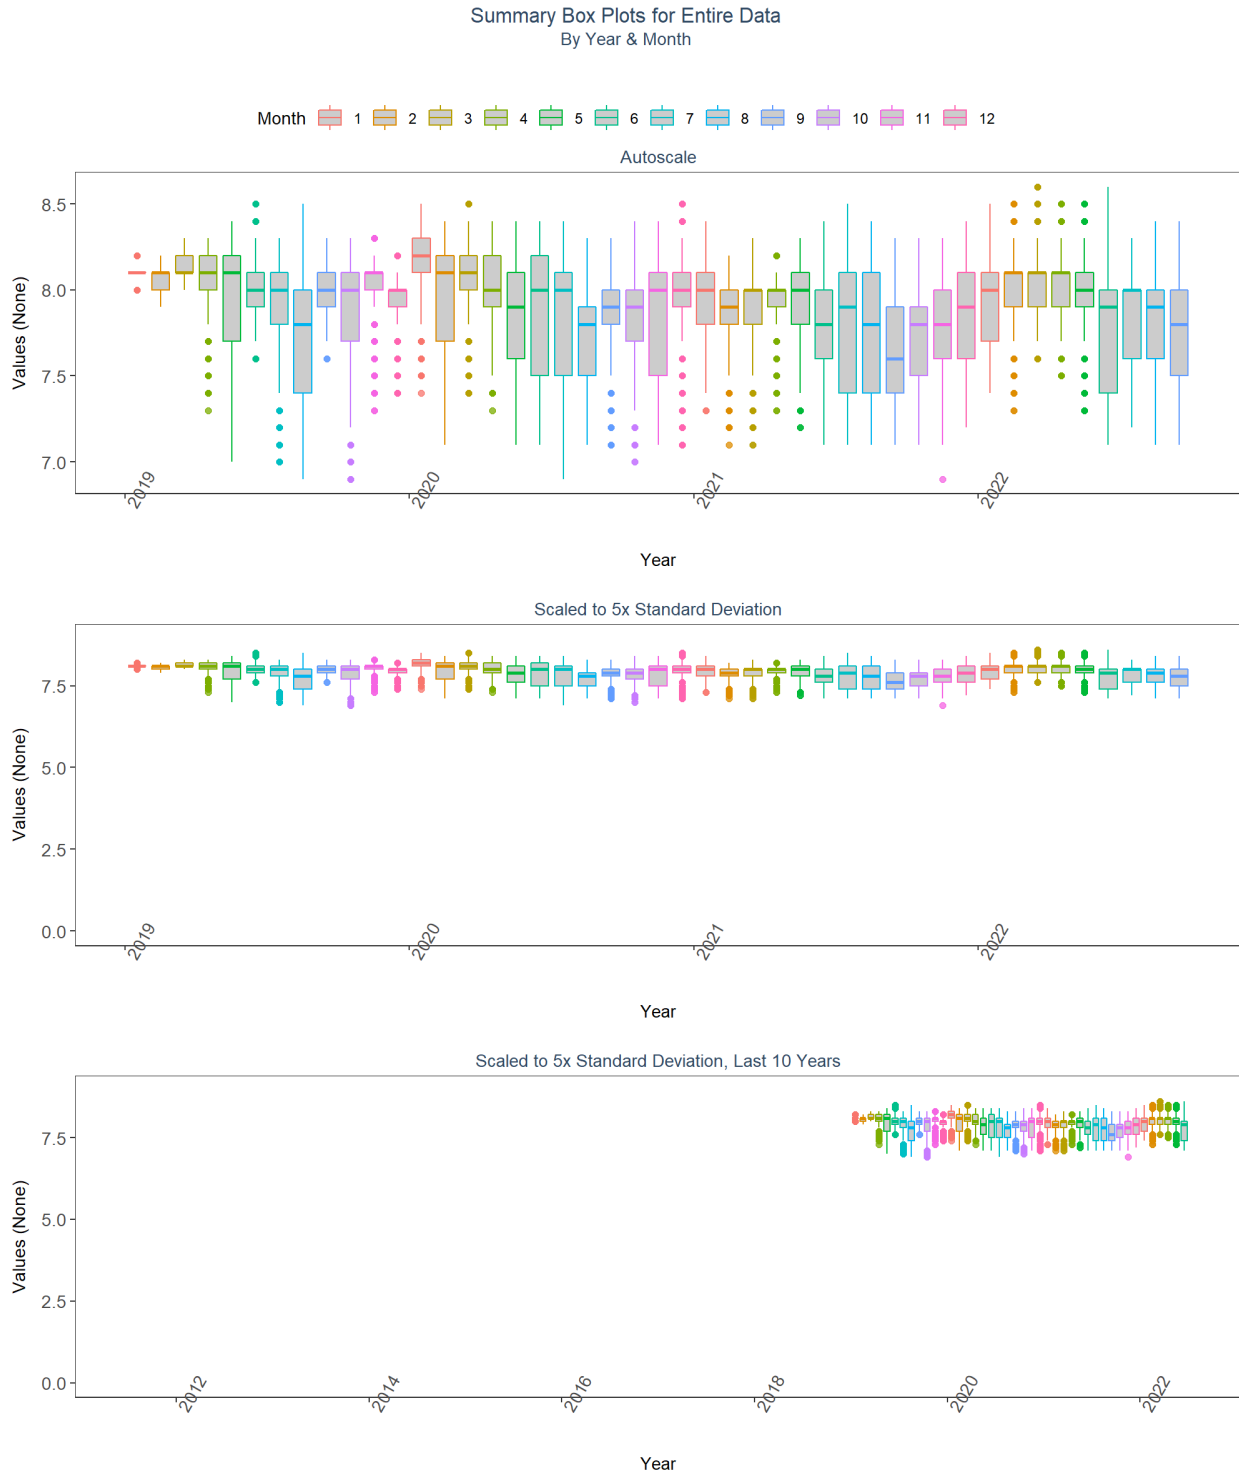 Summary Box Plots for Entire Data
By Year & Month
Month 1 2 3 4 5 6 7 8 9 10 11 12
Autoscale
Values (None)
8.5
8.0
7.5
7.0
2019 2020 2021 2022
Year
Scaled to 5x Standard Deviation
Values (None)
7.5
5.0
2.5
0.0
2019 2020 2021 2022
Year
Scaled to 5x Standard Deviation, Last 10 Years
Values (None)
7.5
5.0
2.5
0.0
2012 2014 2016 2018 2020 2022
Year